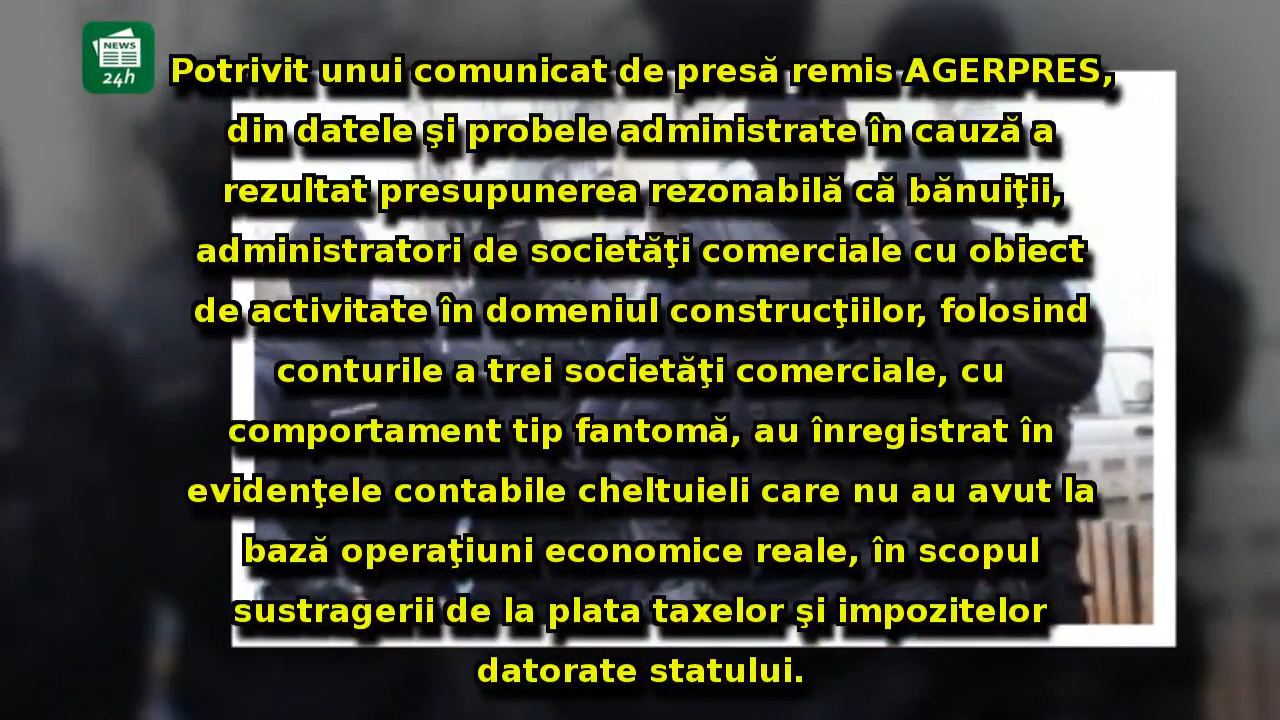 NEWS
24h
Potrivit unui comunicat de presă remis AGERPRES,
din datele şi probele administrate în cauză a
rezultat presupunerea rezonabilă că bănuiţii,
administratori de societăţi comerciale cu obiect
de activitate în domeniul construcţiilor, folosind
conturile a trei societăţi comerciale, cu
comportament tip fantomă, au înregistrat în
evidenţele contabile cheltuieli care nu au avut la
bază operaţiuni economice reale, în scopul
sustragerii de la plata taxelor şi impozitelor
datorate statului.